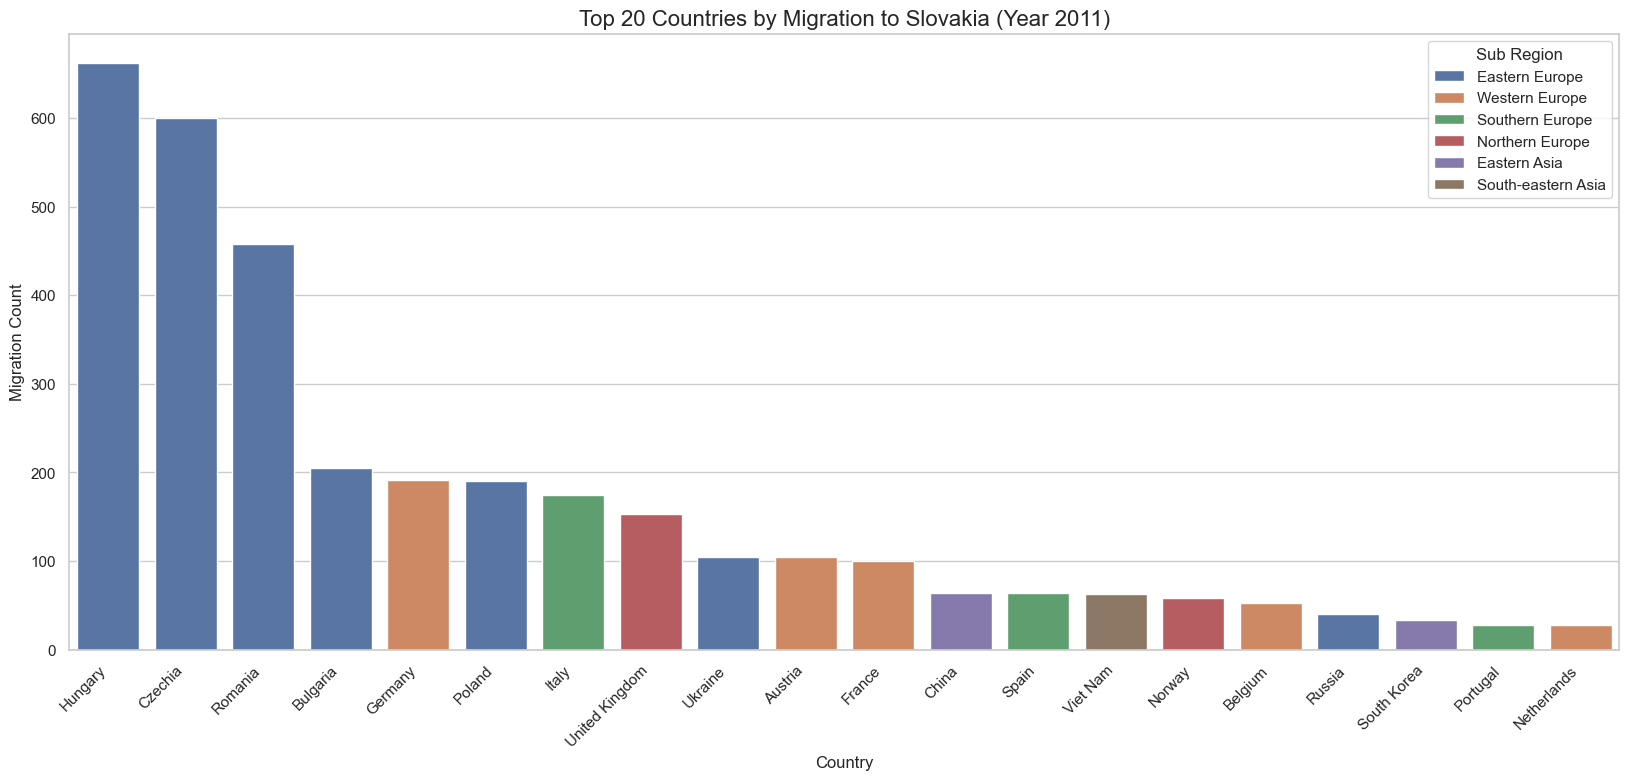 Top 20 Countries by Migration to Slovakia (Year 2011)
Sub Region
Eastern Europe
Western Europe
Southern Europe
Northern Europe
Eastern Asia
South-eastern Asia
Migration Count
600
500
400
300
200
100
0
Hungary
Czechia
Romania
Bulgaria
Germany
Poland
Italy
United Kingdom
Ukraine
Austria
France
China
Spain
Viet Nam
Norway
Belgium
Russia
South Korea
Portugal
Netherlands
Country